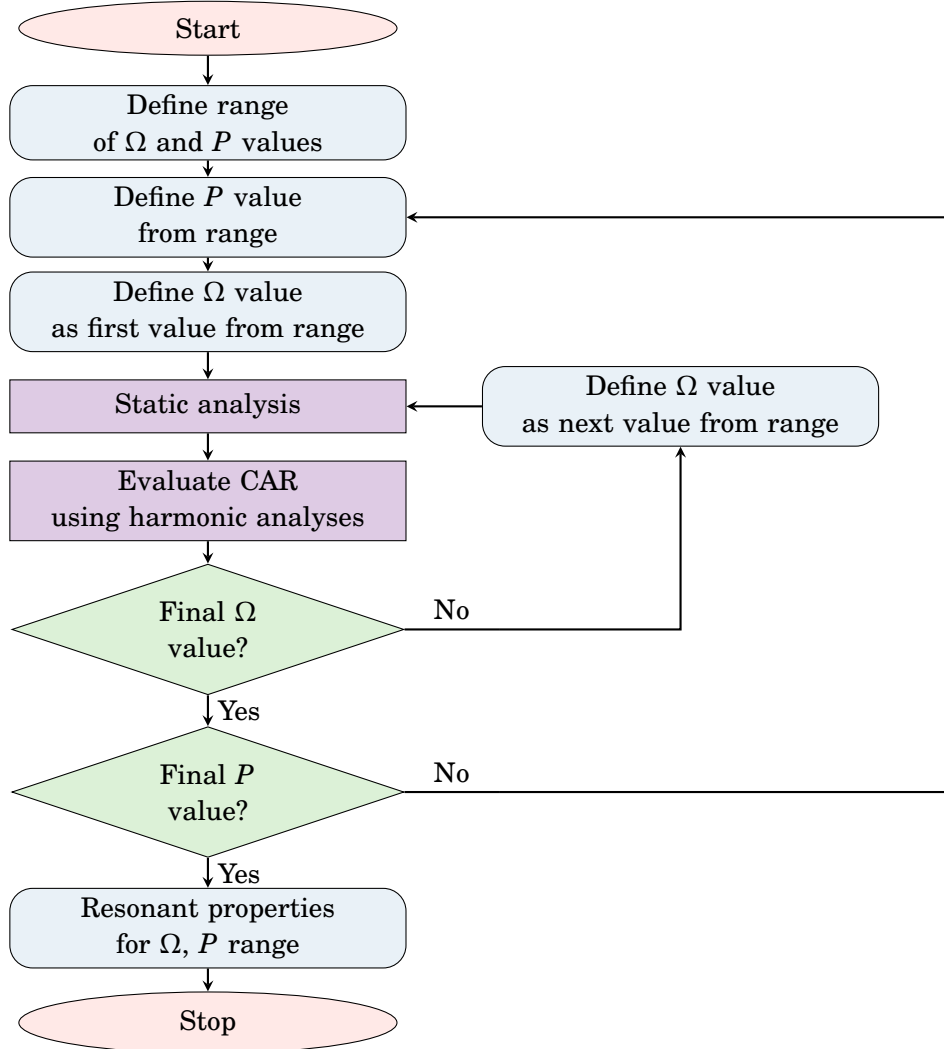 Start
Define range
of Ω and P values
Define P value
from range
Define Ω value
as first value from range
Static analysis
Define Ω value
as next value from range
Evaluate CAR
using harmonic analyses
Final Ω
value?
No
Yes
Final P
value?
No
Yes
Resonant properties
for Ω, P range
Stop